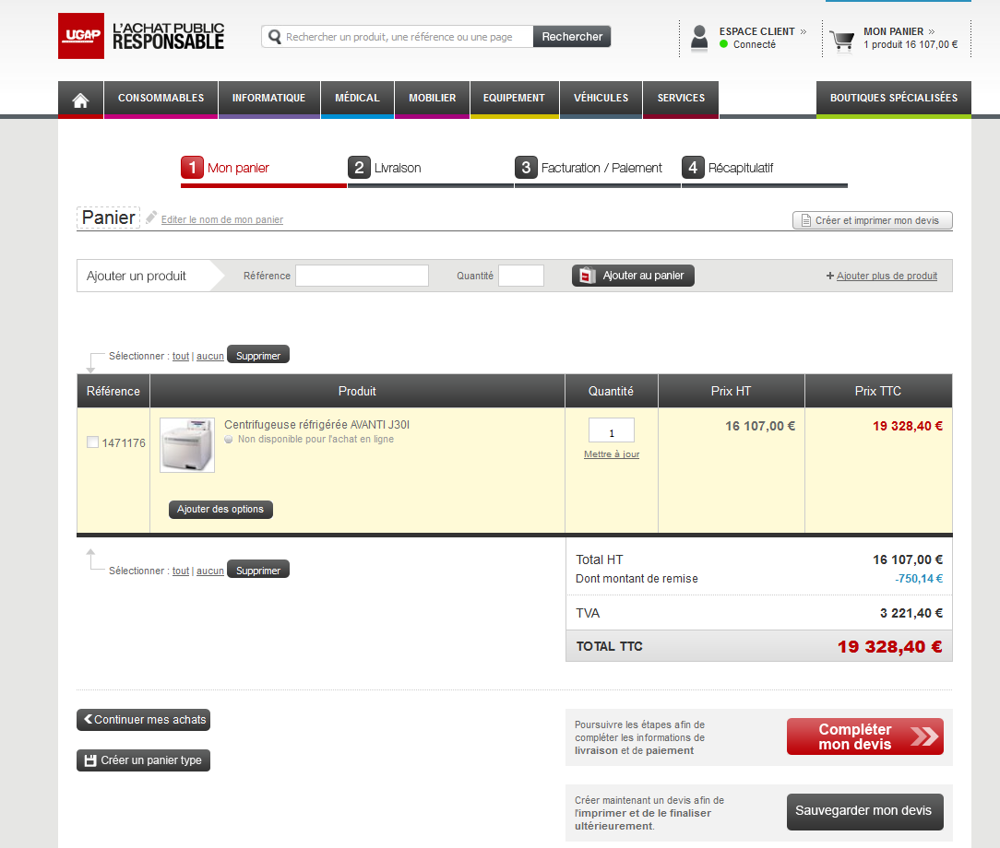 UGAP
L'ACHAT PUBLIC
RESPONSABLE
Rechercher un produit, une référence ou une page
Rechercher
ESPACE CLIENT »
Connecté
MON PANIER »
1 produit 16 107,00 €
CONSOMMABLES
INFORMATIQUE
MÉDICAL
MOBILIER
EQUIPEMENT
VÉHICULES
SERVICES
BOUTIQUES SPÉCIALISÉES
1 Mon panier
2 Livraison
3 Facturation / Paiement
4 Récapitulatif
Panier
Editer le nom de mon panier
Créer et imprimer mon devis
Ajouter un produit
Référence
Quantité
Ajouter au panier
+ Ajouter plus de produit
Sélectionner : tout | aucun Supprimer
Référence
Produit
Quantité
Prix HT
Prix TTC
1471176
Centrifugeuse réfrigérée AVANTI J30I
Non disponible pour l'achat en ligne
Ajouter des options
1
Mettre à jour
16 107,00 €
19 328,40 €
Sélectionner : tout | aucun Supprimer
Total HT 16 107,00 €
Dont montant de remise -750,14 €
TVA 3 221,40 €
TOTAL TTC 19 328,40 €
Continuer mes achats
Créer un panier type
Poursuivre les étapes afin de
compléter les informations de
livraison et de paiement
Compléter
mon devis
Créer maintenant un devis afin de
l'imprimer et de le finaliser
ultérieurement.
Sauvegarder mon devis